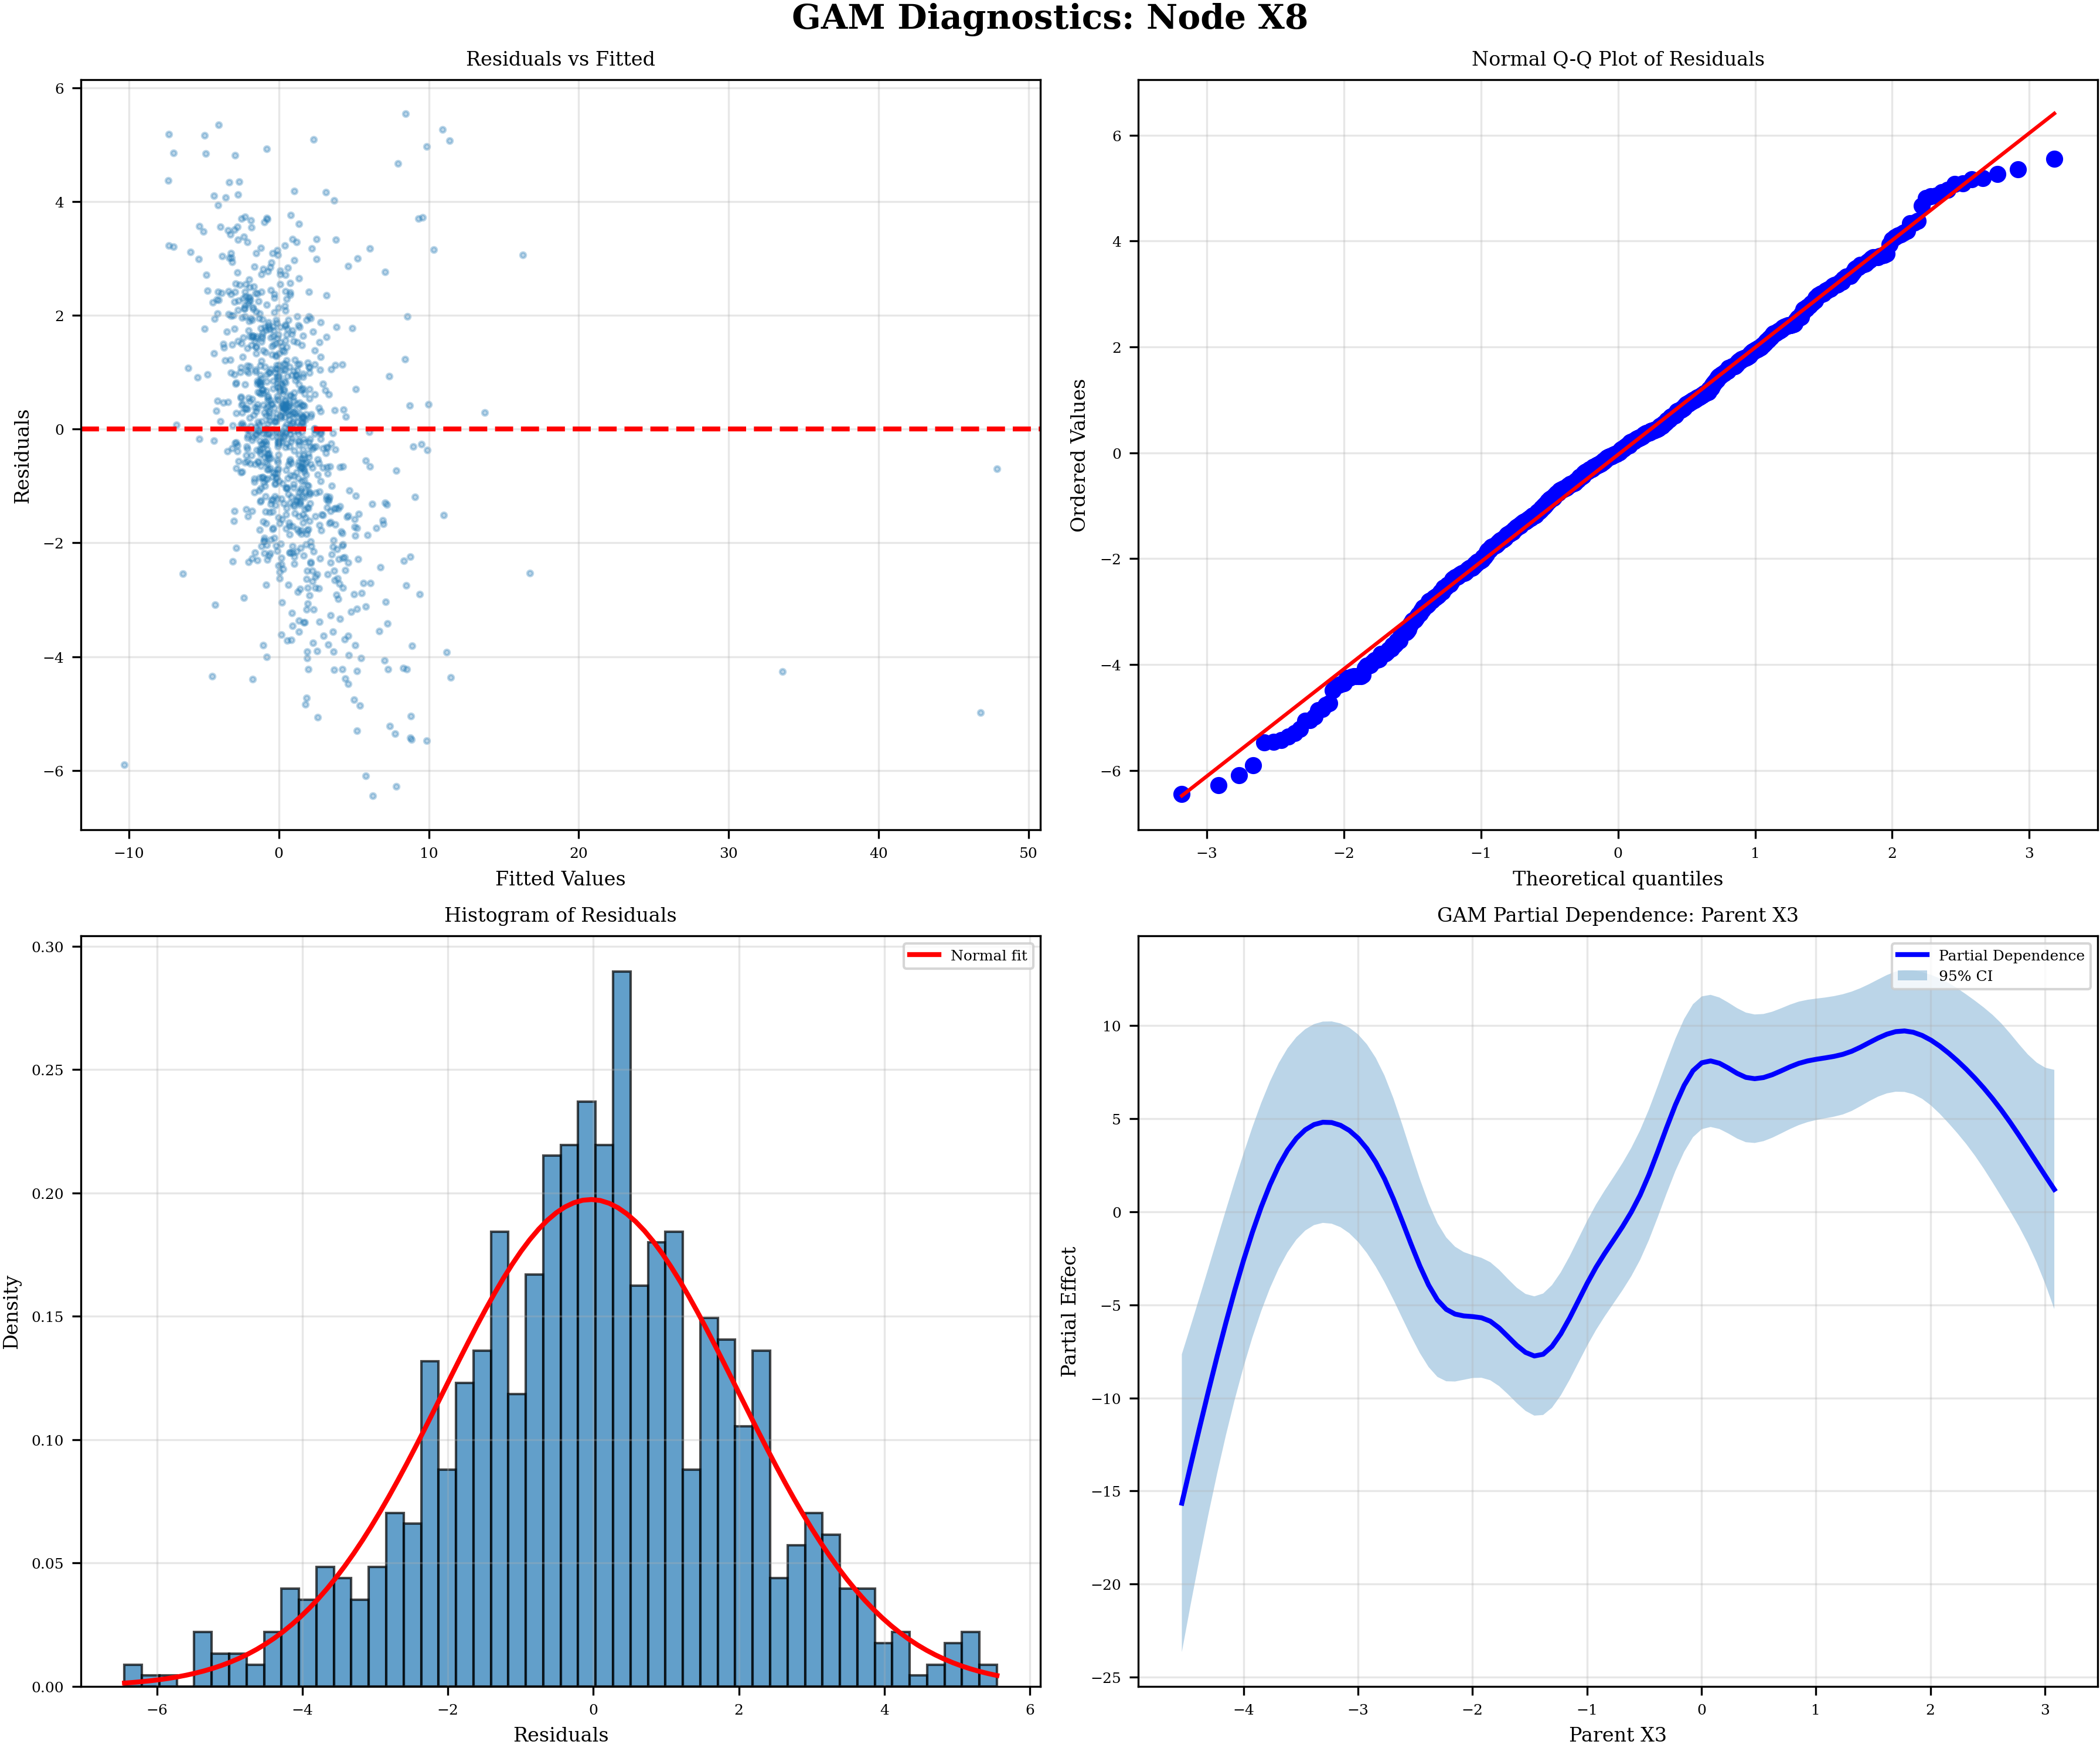 GAM Diagnostics: Node X8
Residuals vs Fitted
6
4
2
0
−2
−4
−6
Residuals
−10 0 10 20 30 40 50
Fitted Values
Normal Q-Q Plot of Residuals
6
4
2
0
−2
−4
−6
Ordered Values
−3 −2 −1 0 1 2 3
Theoretical quantiles
Histogram of Residuals
Normal fit
0.30
0.25
0.20
0.15
0.10
0.05
0.00
Density
−6 −4 −2 0 2 4 6
Residuals
GAM Partial Dependence: Parent X3
Partial Dependence
95% CI
10
5
0
−5
−10
−15
−20
−25
Partial Effect
−4 −3 −2 −1 0 1 2 3
Parent X3